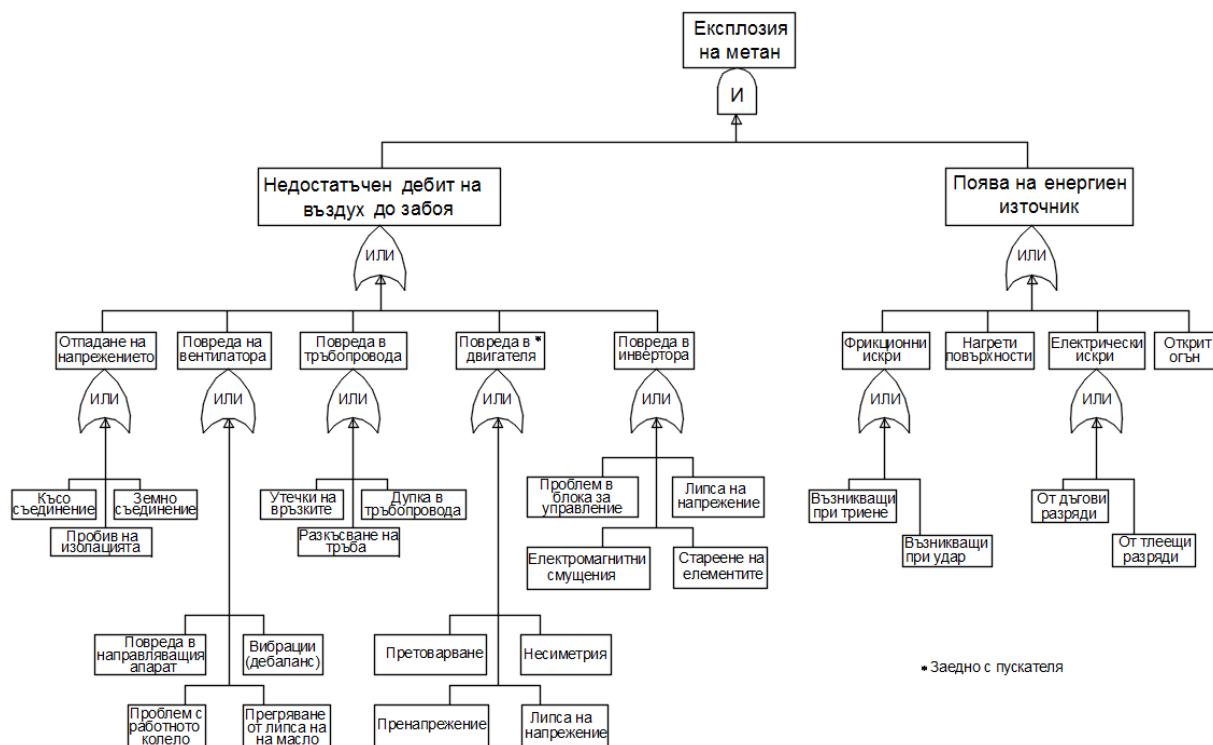 Експлозия
на метан
И
Недостатъчен дебит на
въздух до забоя
Поява на енергиен
източник
ИЛИ
ИЛИ
Отпадане на
напрежението
Повреда на
вентилатора
Повреда в
тръбопровода
Повреда в *
двигателя
Повреда в
инвертора
Фрикционни
искри
Нагрети
повърхности
Електрически
искри
Открит
огън
ИЛИ
ИЛИ
ИЛИ
ИЛИ
ИЛИ
ИЛИ
ИЛИ
Късо
съединение
Земно
съединение
Пробив на
изолацията
Утечки на
връзките
Дупка в
тръбопровода
Разкъсване на
тръба
Проблем в
блока за
управление
Липса на
напрежение
Електромагнитни
смущения
Стареене на
елементите
Възникващи
при триене
Възникващи
при удар
От дъгови
разряди
От тлеещи
разряди
Повреда в
направляващия
апарат
Вибрации
(дебаланс)
Проблем с
работното
колело
Прегряване
от липса на
на масло
Претоварване
Несиметрия
Пренапрежение
Липса на
напрежение
* Заедно с пускателя